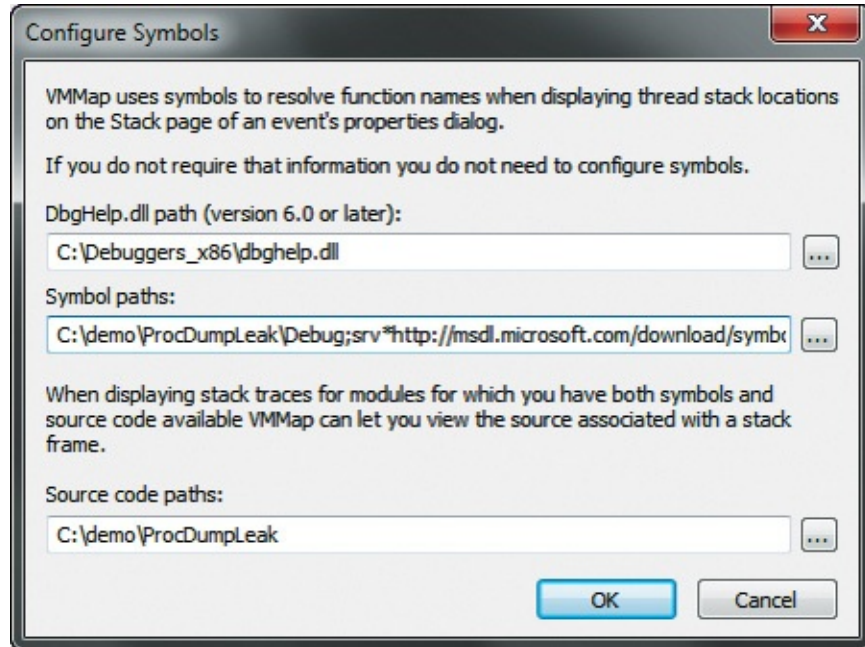 Configure Symbols
VMMap uses symbols to resolve function names when displaying thread stack locations
on the Stack page of an event's properties dialog.
If you do not require that information you do not need to configure symbols.
DbgHelp.dll path (version 6.0 or later):
C:\Debuggers_x86\dbghelp.dll
...
Symbol paths:
C:\demo\ProcDumpLeak\Debug;srv*http://msdl.microsoft.com/download/symbo
...
When displaying stack traces for modules for which you have both symbols and
source code available VMMap can let you view the source associated with a stack
frame.
Source code paths:
C:\demo\ProcDumpLeak
...
OK
Cancel